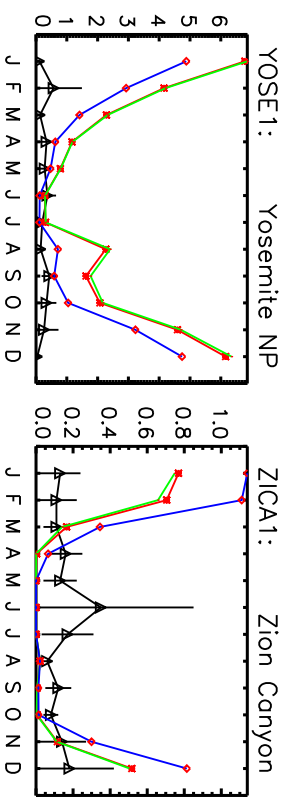 YOSE1: Yosemite NP
0 1 2 3 4 5 6
J F M A M J J A S O N D
ZICA1: Zion Canyon
0.0 0.2 0.4 0.6 0.8 1.0
J F M A M J J A S O N D